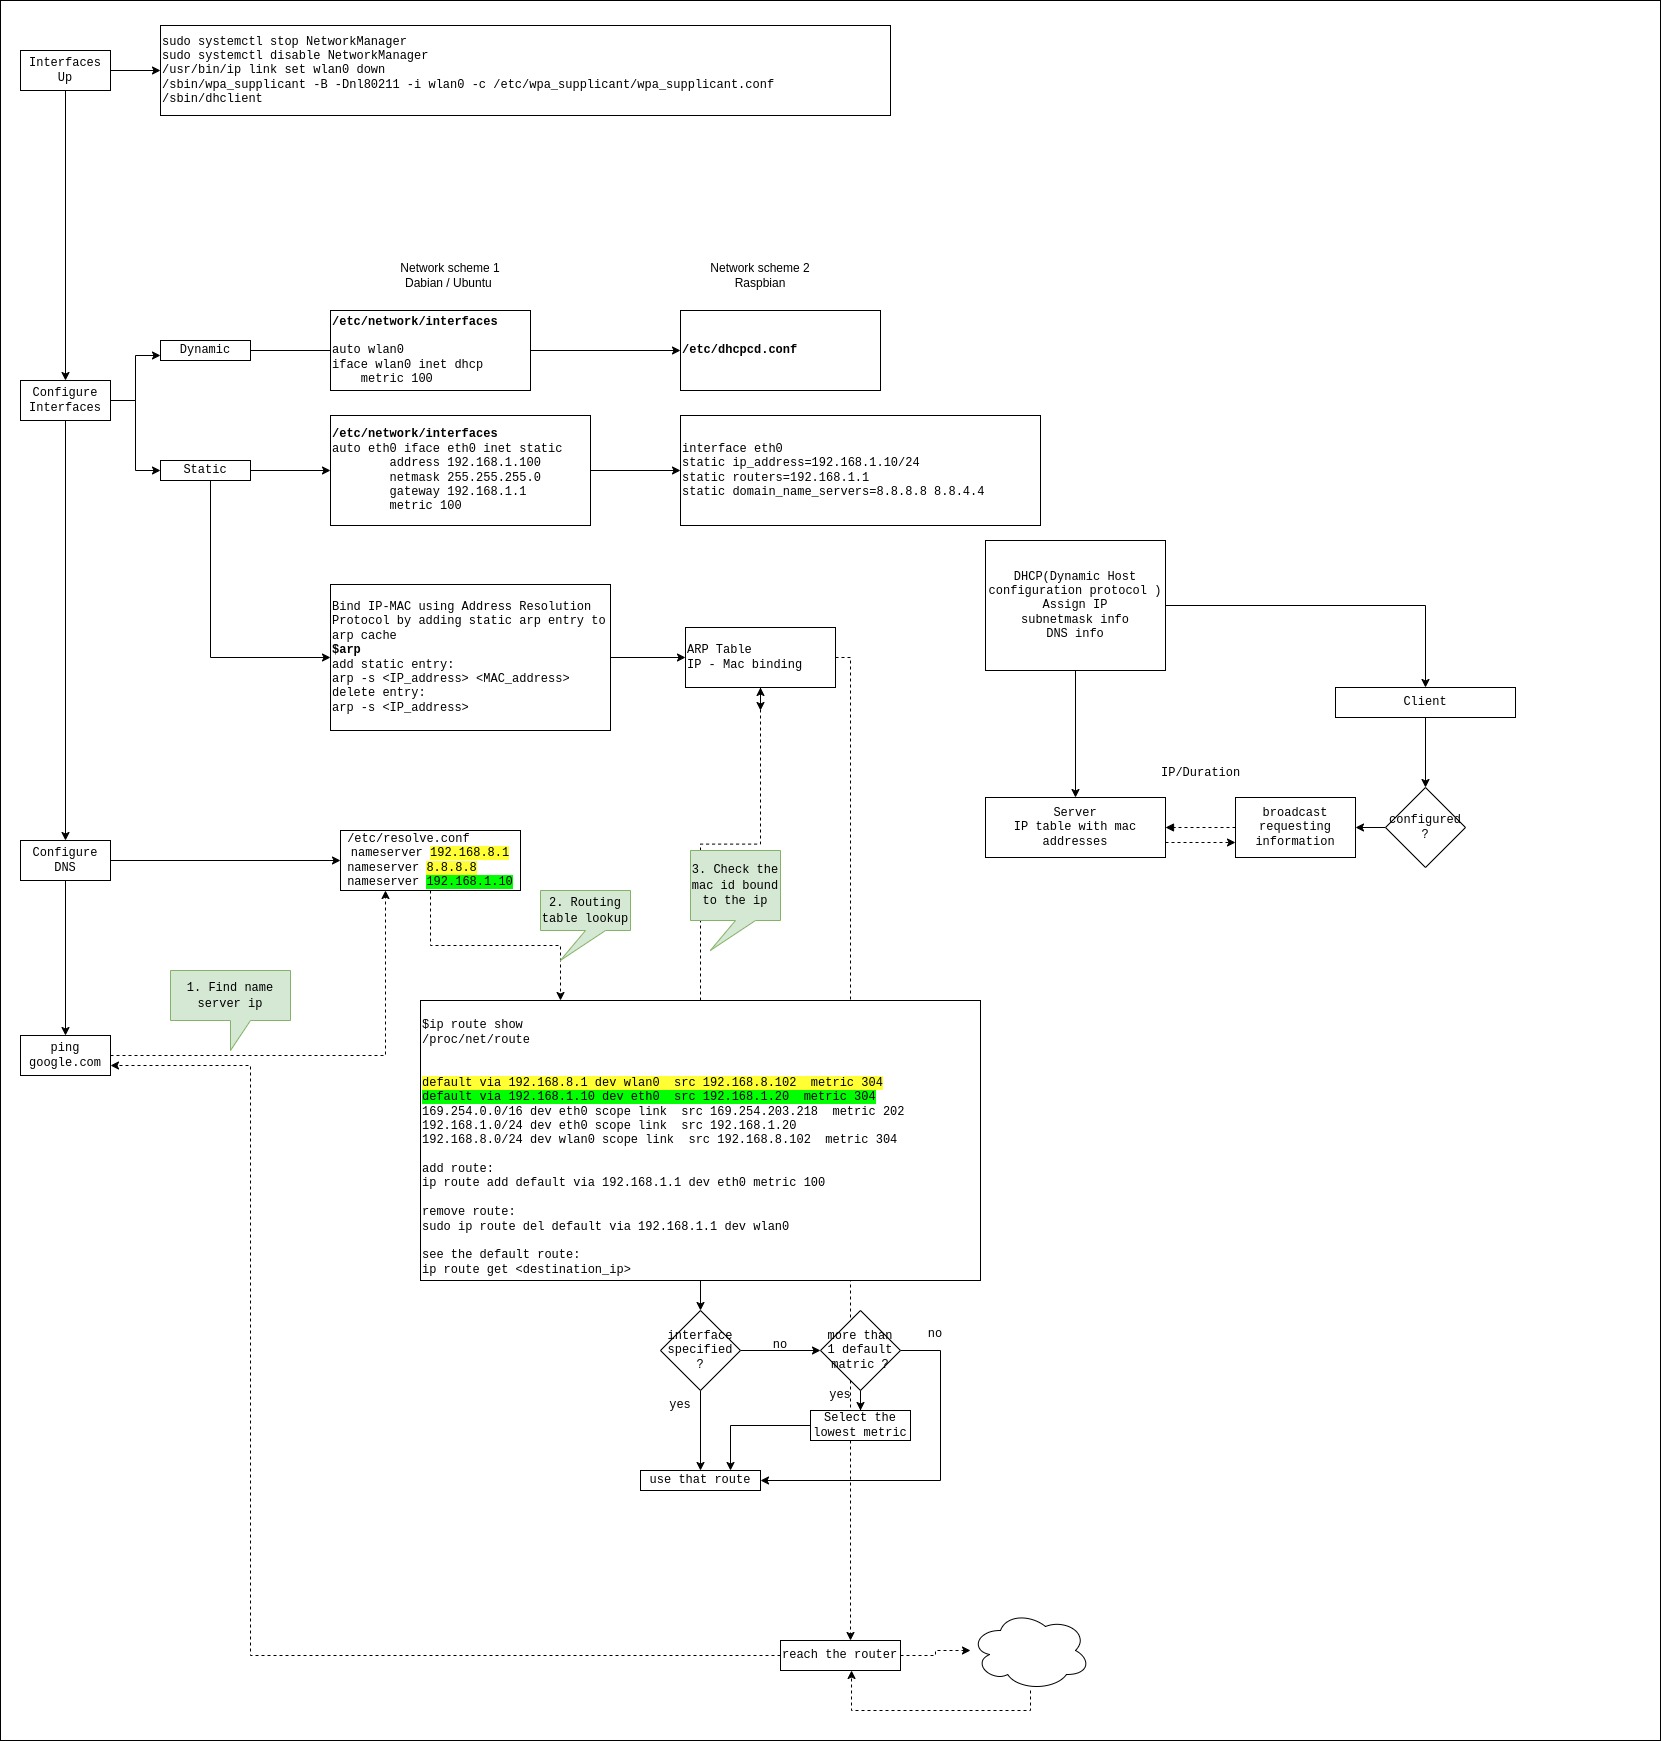 Interfaces
Up
sudo systemctl stop NetworkManager
sudo systemctl disable NetworkManager
/usr/bin/ip link set wlan0 down
/sbin/wpa_supplicant -B -Dnl80211 -i wlan0 -c /etc/wpa_supplicant/wpa_supplicant.conf
/sbin/dhclient
Network scheme 1
Dabian / Ubuntu
Network scheme 2
Raspbian
Dynamic
/etc/network/interfaces
auto wlan0
iface wlan0 inet dhcp
metric 100
/etc/dhcpcd.conf
Configure
Interfaces
Static
/etc/network/interfaces
auto eth0 iface eth0 inet static
address 192.168.1.100
netmask 255.255.255.0
gateway 192.168.1.1
metric 100
interface eth0
static ip_address=192.168.1.10/24
static routers=192.168.1.1
static domain_name_servers=8.8.8.8 8.8.4.4
Bind IP-MAC using Address Resolution
Protocol by adding static arp entry to
arp cache
$arp
add static entry:
arp -s <IP_address> <MAC_address>
delete entry:
arp -s <IP_address>
ARP Table
IP - Mac binding
DHCP(Dynamic Host
configuration protocol )
Assign IP
subnetmask info
DNS info
Client
IP/Duration
Server
IP table with mac
addresses
broadcast
requesting
information
configured
?
Configure
DNS
/etc/resolve.conf
nameserver 192.168.8.1
nameserver 8.8.8.8
nameserver 192.168.1.10
2. Routing
table lookup
3. Check the
mac id bound
to the ip
1. Find name
server ip
ping
google.com
$ip route show
/proc/net/route
default via 192.168.8.1 dev wlan0  src 192.168.8.102  metric 304
default via 192.168.1.10 dev eth0  src 192.168.1.20  metric 304
169.254.0.0/16 dev eth0 scope link  src 169.254.203.218  metric 202
192.168.1.0/24 dev eth0 scope link  src 192.168.1.20
192.168.8.0/24 dev wlan0 scope link  src 192.168.8.102  metric 304
add route:
ip route add default via 192.168.1.1 dev eth0 metric 100
remove route:
sudo ip route del default via 192.168.1.1 dev wlan0
see the default route:
ip route get <destination_ip>
interface
specified
?
no
more than
1 default
matric ?
no
yes
yes
Select the
lowest metric
use that route
reach the router